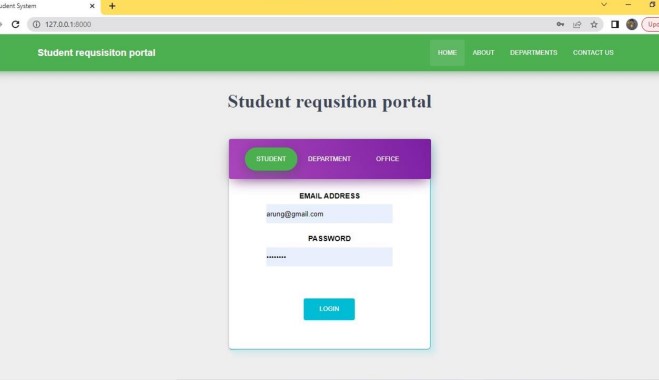 udent System
127.0.0.1:8000
Upd
Student requsisiton portal
HOME ABOUT DEPARTMENTS CONTACT US
Student requsition portal
STUDENT DEPARTMENT OFFICE
EMAIL ADDRESS
arung@gmail.com
PASSWORD
••••••••
LOGIN